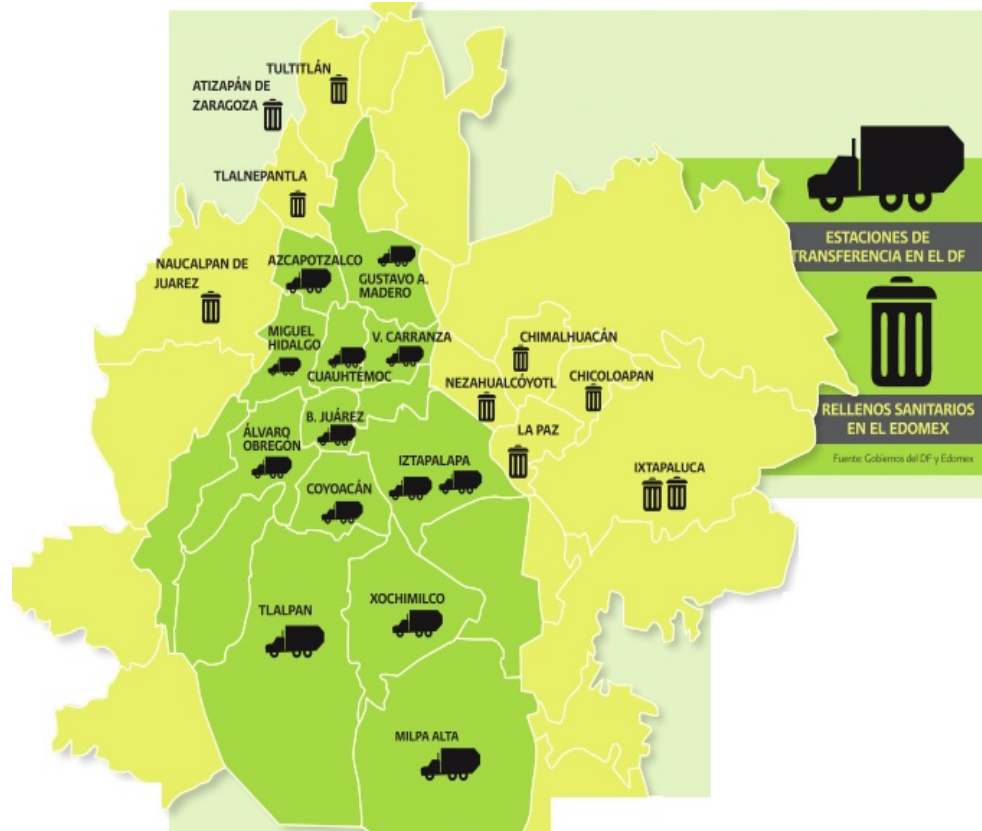 TULTITLÁN
ATIZAPÁN DE
ZARAGOZA
TLALNEPANTLA
NAUCALPAN DE
JUAREZ
AZCAPOTZALCO
GUSTAVO A.
MADERO
MIGUEL
HIDALGO
V. CARRANZA
CUAUHTÉMOC
CHIMALHUACÁN
NEZAHUALCÓYOTL
CHICOLOAPAN
B. JUÁREZ
ÁLVARO
OBREGÓN
LA PAZ
IZTAPALAPA
IXTAPALUCA
COYOACÁN
TLALPAN
XOCHIMILCO
MILPA ALTA
ESTACIONES DE
TRANSFERENCIA EN EL DF
RELLENOS SANITARIOS
EN EL EDOMEX
Fuente: Gobiernos del DF y Edomex